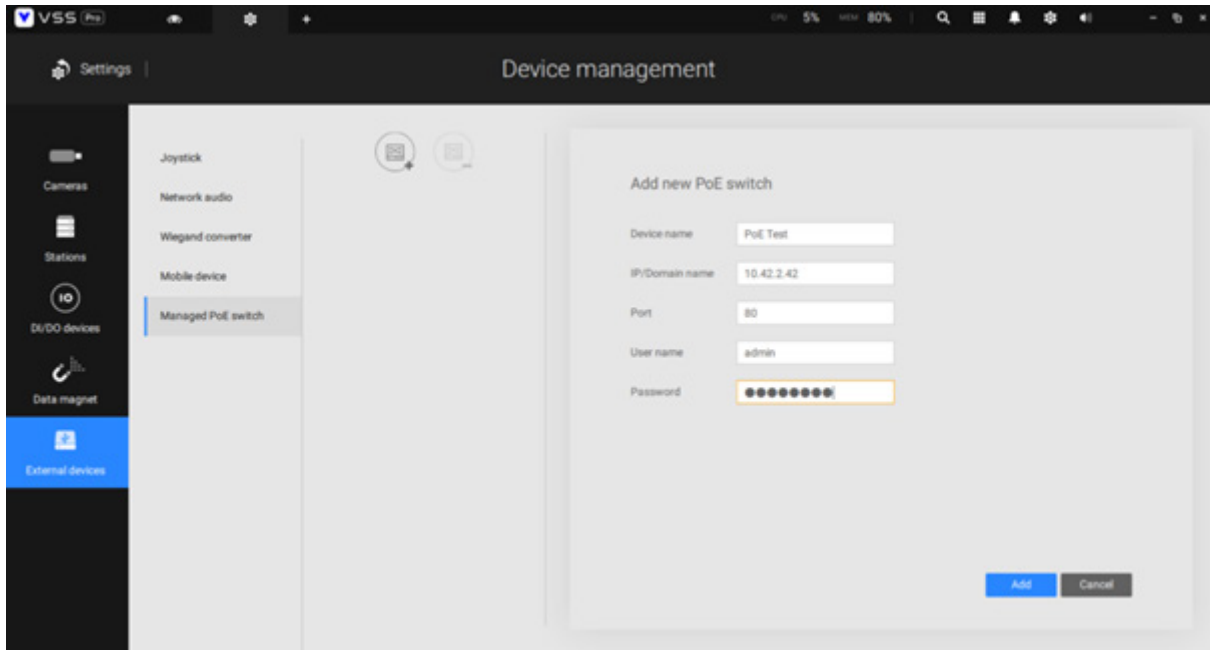 VSS Pro
CPU 5% MEM 80%
Settings
Device management
Cameras
Stations
IO
DI/DO devices
Data magnet
External devices
Joystick
Network audio
Wiegand converter
Mobile device
Managed PoE switch
Add new PoE switch
Device name PoE Test
IP/Domain name 10.42.2.42
Port 80
User name admin
Password
Add Cancel